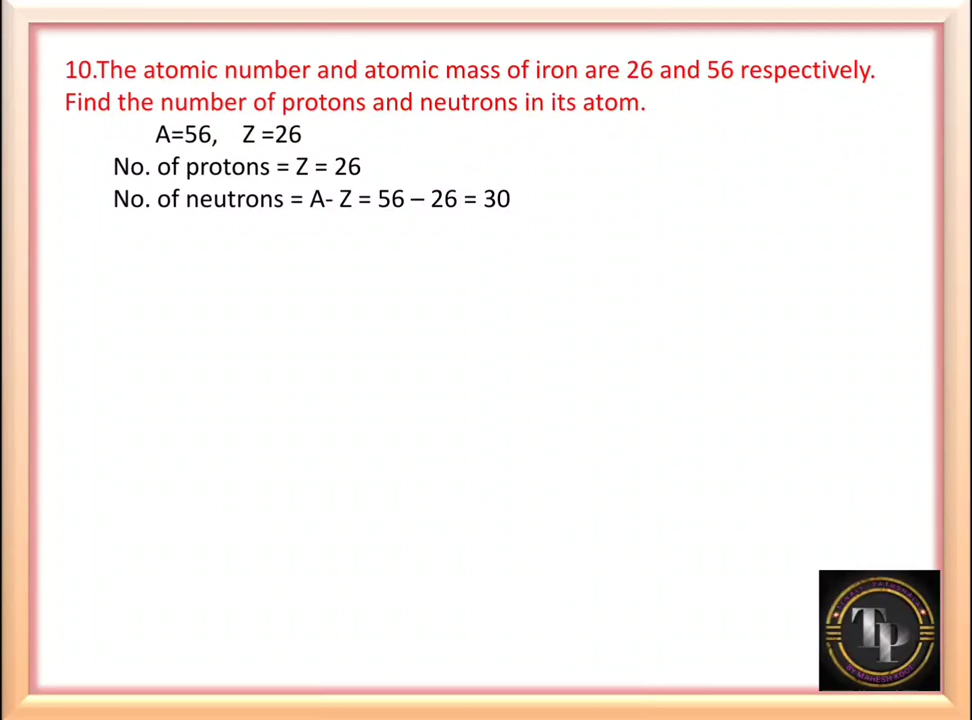 10.The atomic number and atomic mass of iron are 26 and 56 respectively.
Find the number of protons and neutrons in its atom.
A=56, Z =26
No. of protons = Z = 26
No. of neutrons = A- Z = 56 – 26 = 30
TP